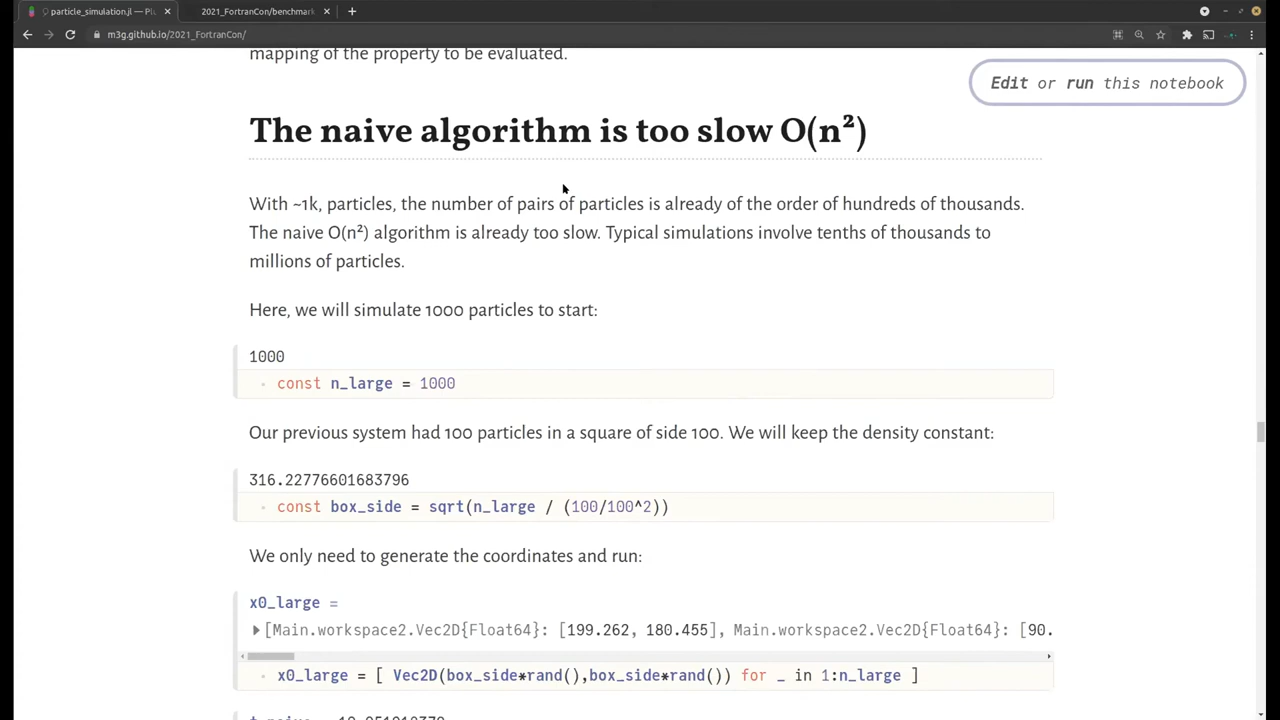 particle_simulation.jl — Pl
2021_FortranCon/benchmark
m3g.github.io/2021_FortranCon/
mapping of the property to be evaluated.
Edit or run this notebook
The naive algorithm is too slow O(n²)
With ~1k, particles, the number of pairs of particles is already of the order of hundreds of thousands.
The naive O(n²) algorithm is already too slow. Typical simulations involve tenths of thousands to
millions of particles.
Here, we will simulate 1000 particles to start:
1000
const n_large = 1000
Our previous system had 100 particles in a square of side 100. We will keep the density constant:
316.22776601683796
const box_side = sqrt(n_large / (100/100^2))
We only need to generate the coordinates and run:
x0_large =
[Main.workspace2.Vec2D{Float64}: [199.262, 180.455], Main.workspace2.Vec2D{Float64}: [90.
x0_large = [ Vec2D(box_side*rand(),box_side*rand()) for _ in 1:n_large ]